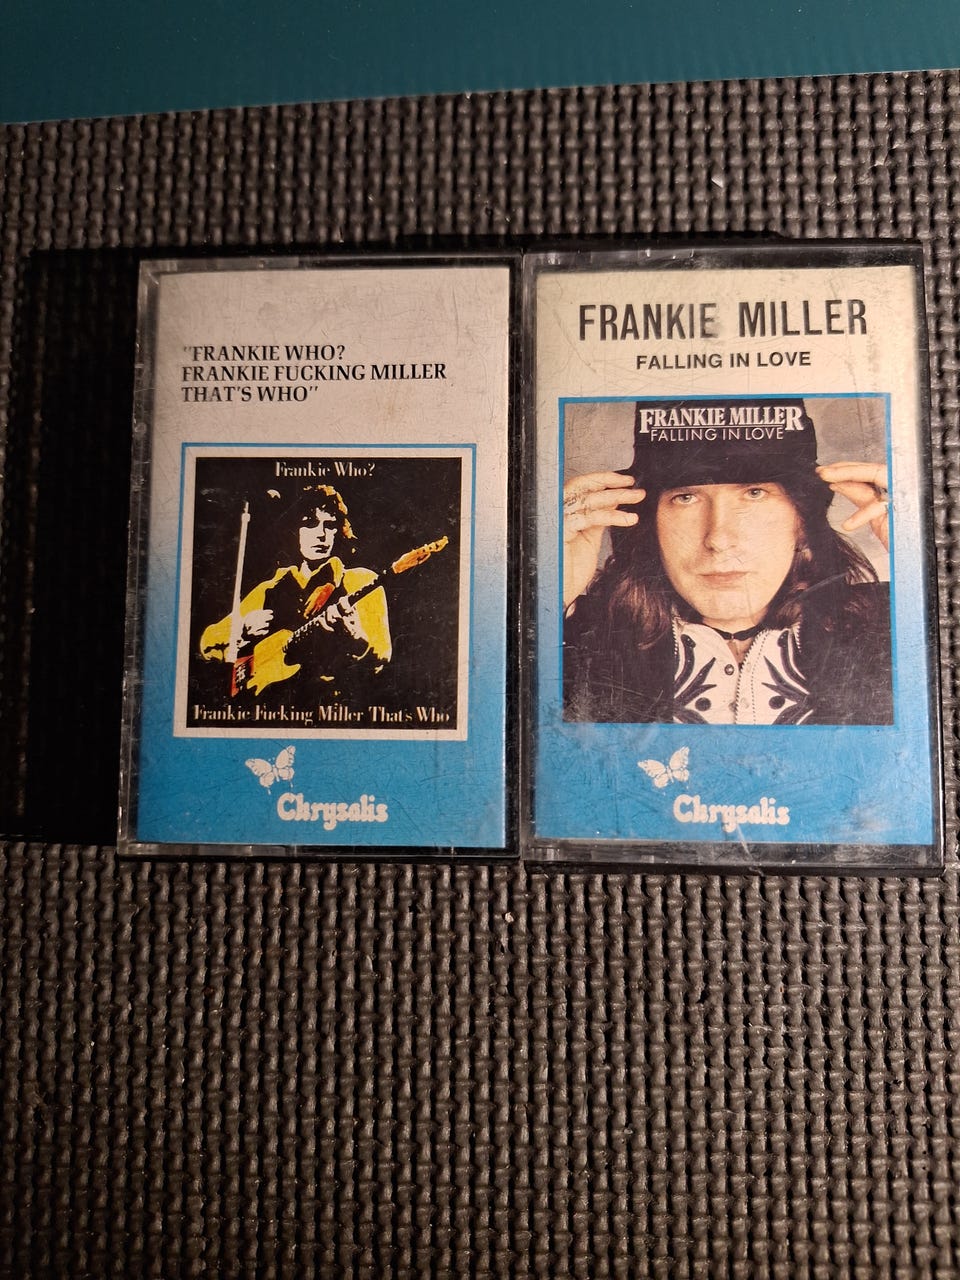 "FRANKIE WHO?
FRANKIE FUCKING MILLER
THAT'S WHO"
Frankie Who?
Frankie Fucking Miller That's Who
Chrysalis
FRANKIE MILLER
FALLING IN LOVE
FRANKIE MILLER
FALLING IN LOVE
Chrysalis